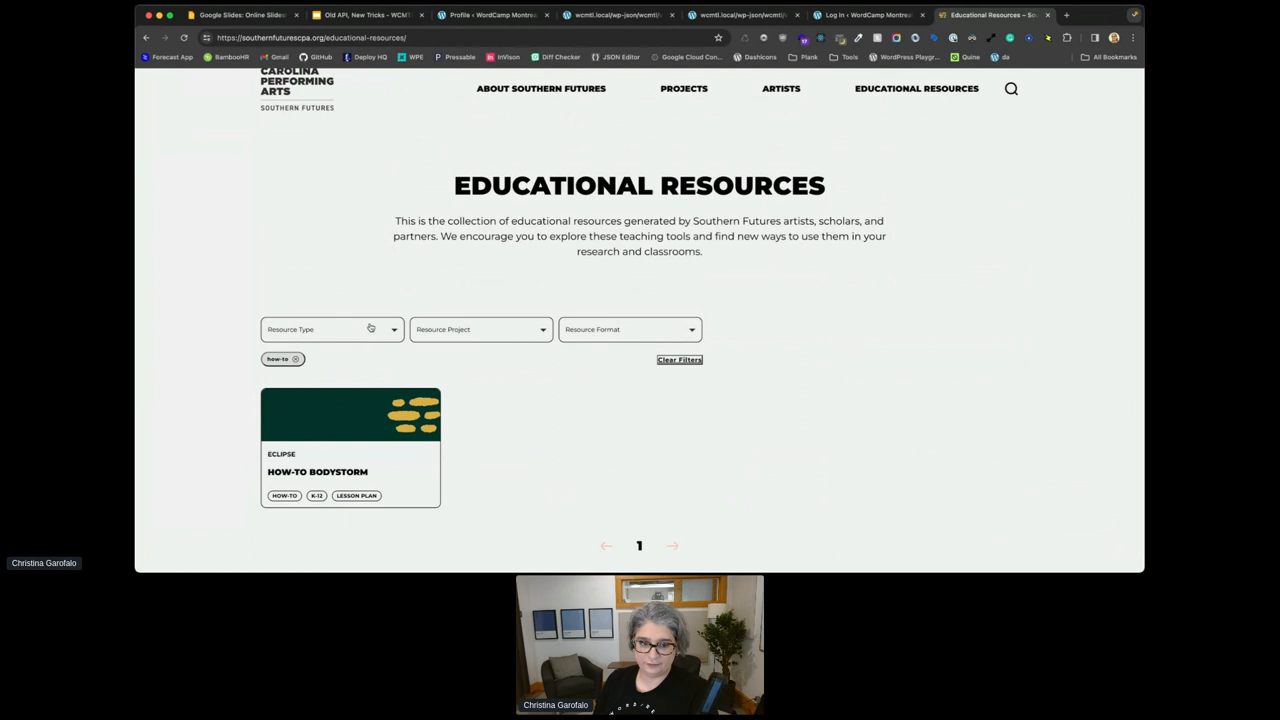 Google Slides: Online Slides
Old API, New Tricks – WCMT
Profile ‹ WordCamp Montre
wcmtl.local/wp-json/wcmtl/
wcmtl.local/wp-json/wcmtl/
Log In ‹ WordCamp Montrea
Educational Resources – So
https://southernfuturescpa.org/educational-resources/
Forecast App
BambooHR
Gmail
GitHub
Deploy HQ
WPE
Pressable
InVison
Diff Checker
JSON Editor
Google Cloud Con...
Dashicons
Plank
Tools
WordPress Playgr...
Quine
da
All Bookmarks
CAROLINA
PERFORMING
ARTS
SOUTHERN FUTURES
ABOUT SOUTHERN FUTURES
PROJECTS
ARTISTS
EDUCATIONAL RESOURCES
EDUCATIONAL RESOURCES
This is the collection of educational resources generated by Southern Futures artists, scholars, and
partners. We encourage you to explore these teaching tools and find new ways to use them in your
research and classrooms.
Resource Type
Resource Project
Resource Format
how-to
Clear Filters
ECLIPSE
HOW-TO BODYSTORM
HOW-TO
K-12
LESSON PLAN
1
Christina Garofalo
Christina Garofalo